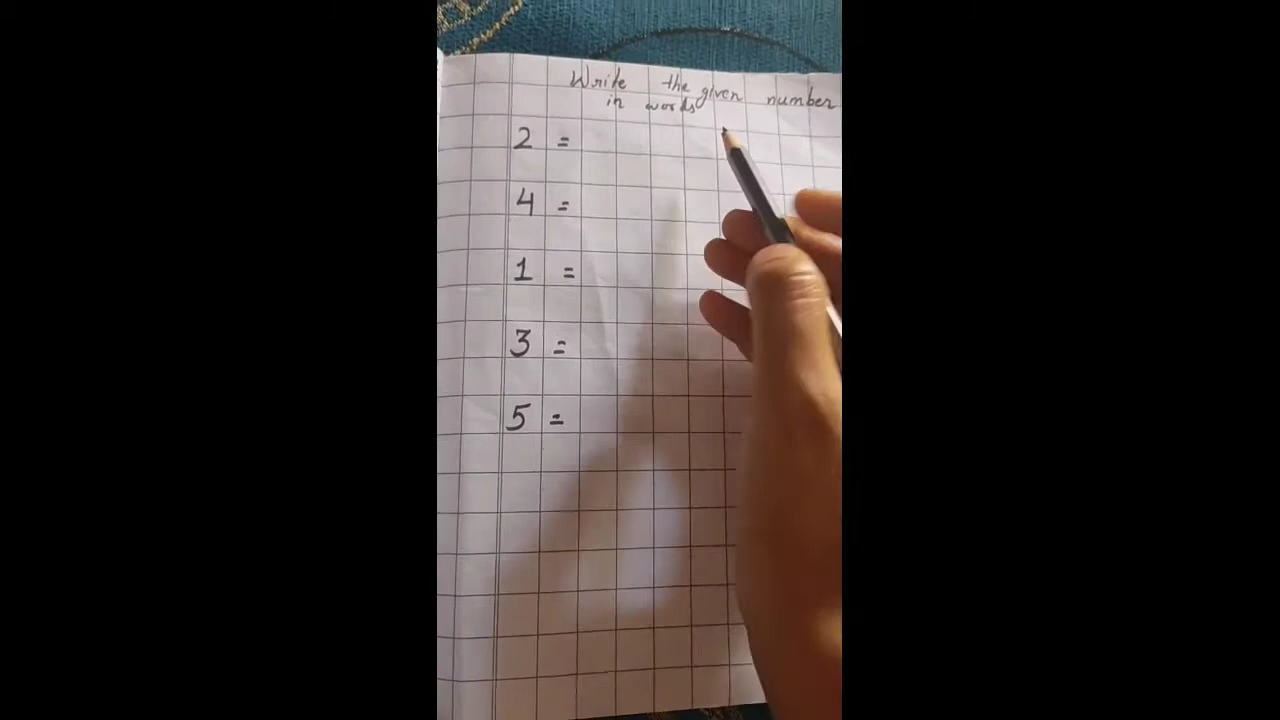 Write the given number
in words
2 =
4 =
1 =
3 =
5 =